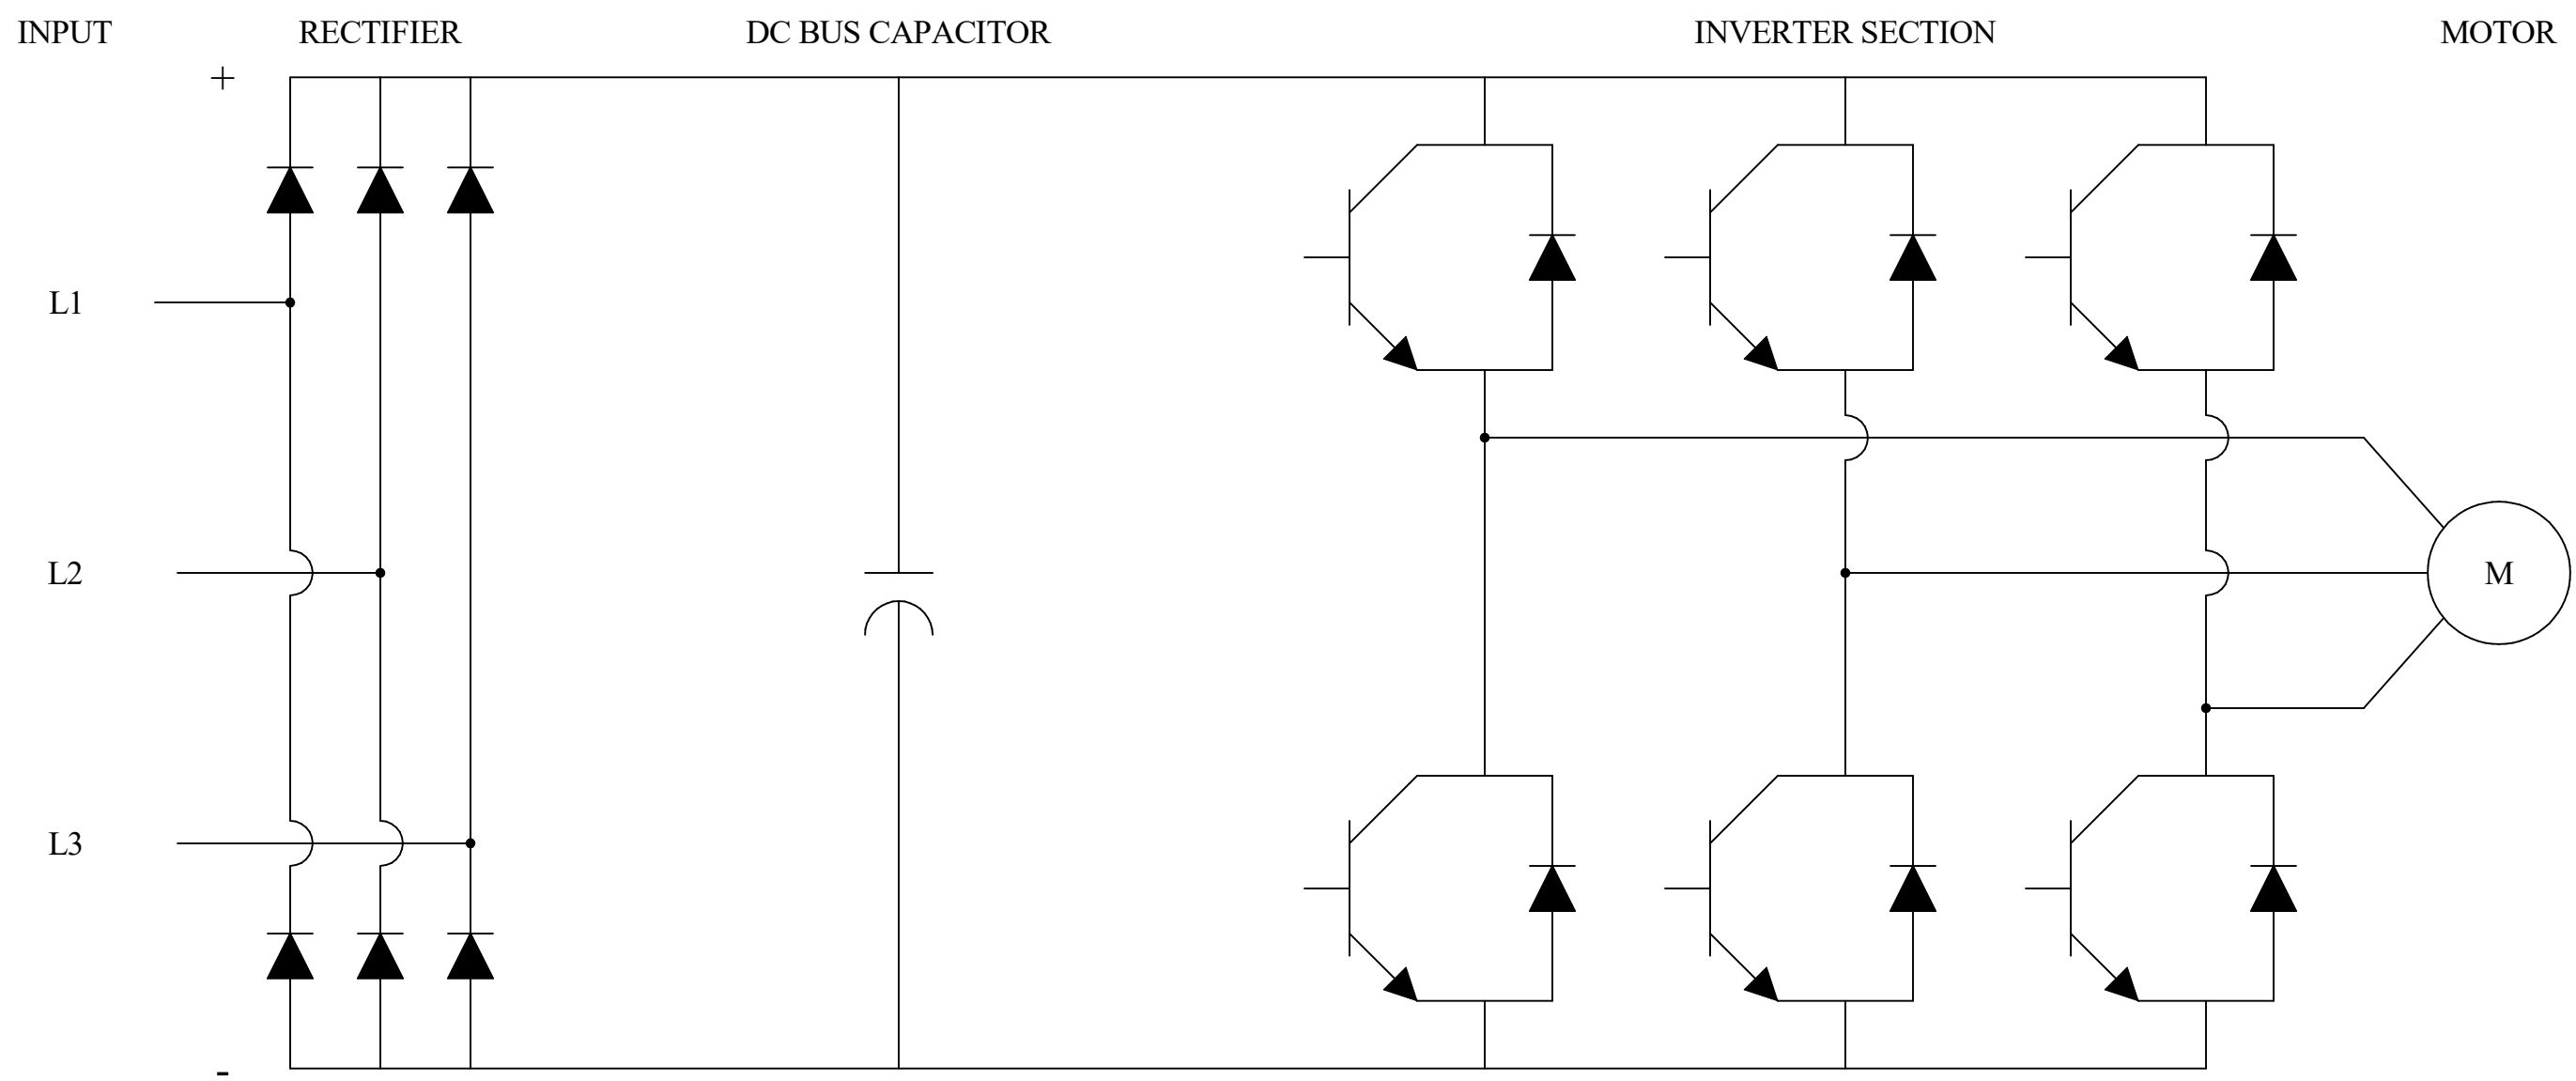 INPUT RECTIFIER DC BUS CAPACITOR INVERTER SECTION MOTOR
+
L1
L2 M
L3
-